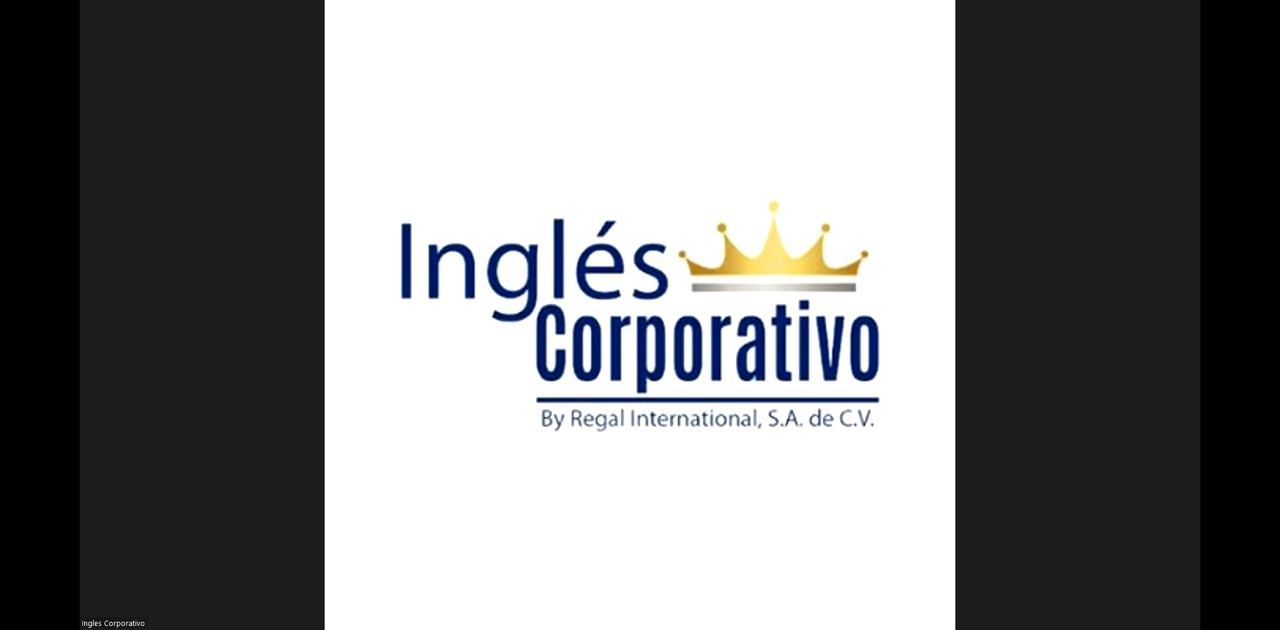 Inglés
Corporativo
By Regal International, S.A. de C.V.
Ingles Corporativo